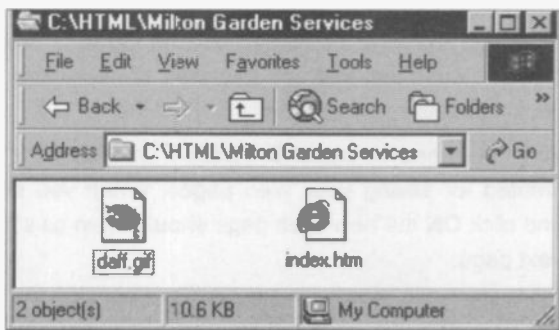 C:\HTML\Milton Garden Services
File Edit View Favorites Tools Help
Back Search Folders »
Address C:\HTML\Milton Garden Services Go
daff.gif index.htm
2 object(s) 10.6 KB My Computer